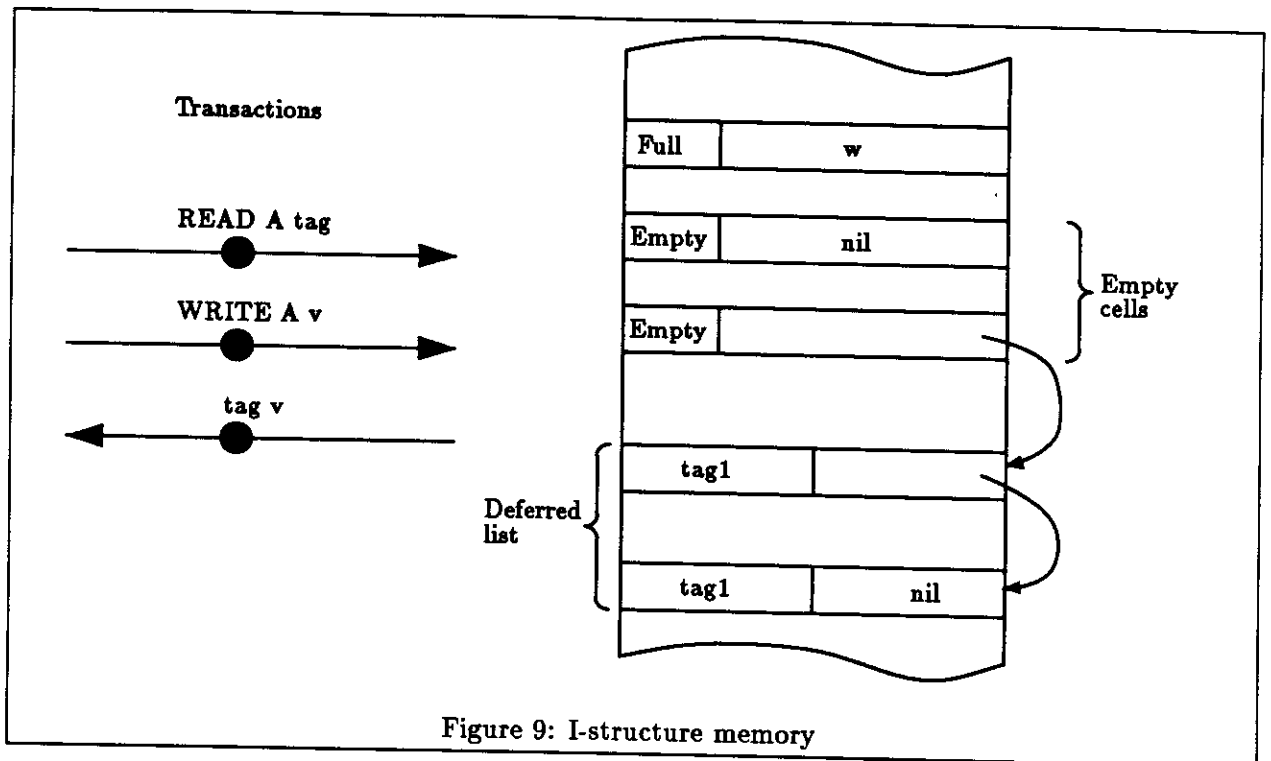 Transactions
READ A tag
WRITE A v
tag v
Full
w
Empty
nil
Empty
Empty
cells
tag1
Deferred
list
tag1
nil
Figure 9: I-structure memory